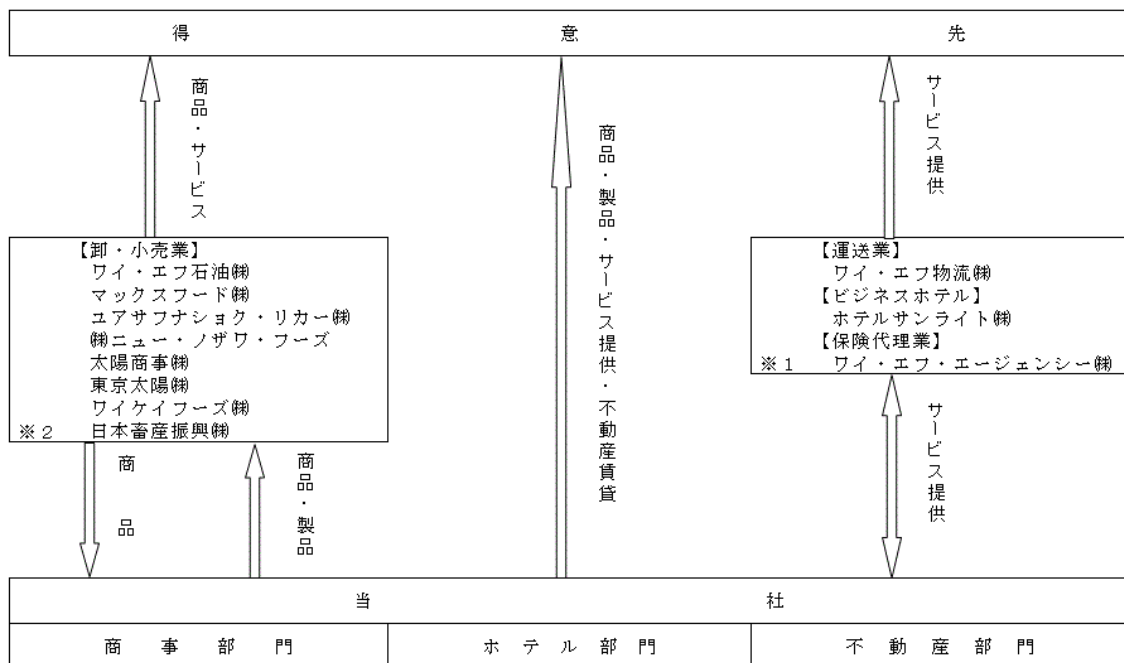 得意先
商品・サービス
商品・製品・サービス提供・不動産賃貸
サービス提供
【卸・小売業】
ワイ・エフ石油㈱
マックスフード㈱
ユアサフナショク・リカー㈱
㈱ニュー・ノザワ・フーズ
太陽商事㈱
東京太陽㈱
ワイケイフーズ㈱
※2 日本畜産振興㈱
【運送業】
ワイ・エフ物流㈱
【ビジネスホテル】
ホテルサンライト㈱
【保険代理業】
※1 ワイ・エフ・エージェンシー㈱
商品
商品・製品
サービス提供
当社
商事部門
ホテル部門
不動産部門